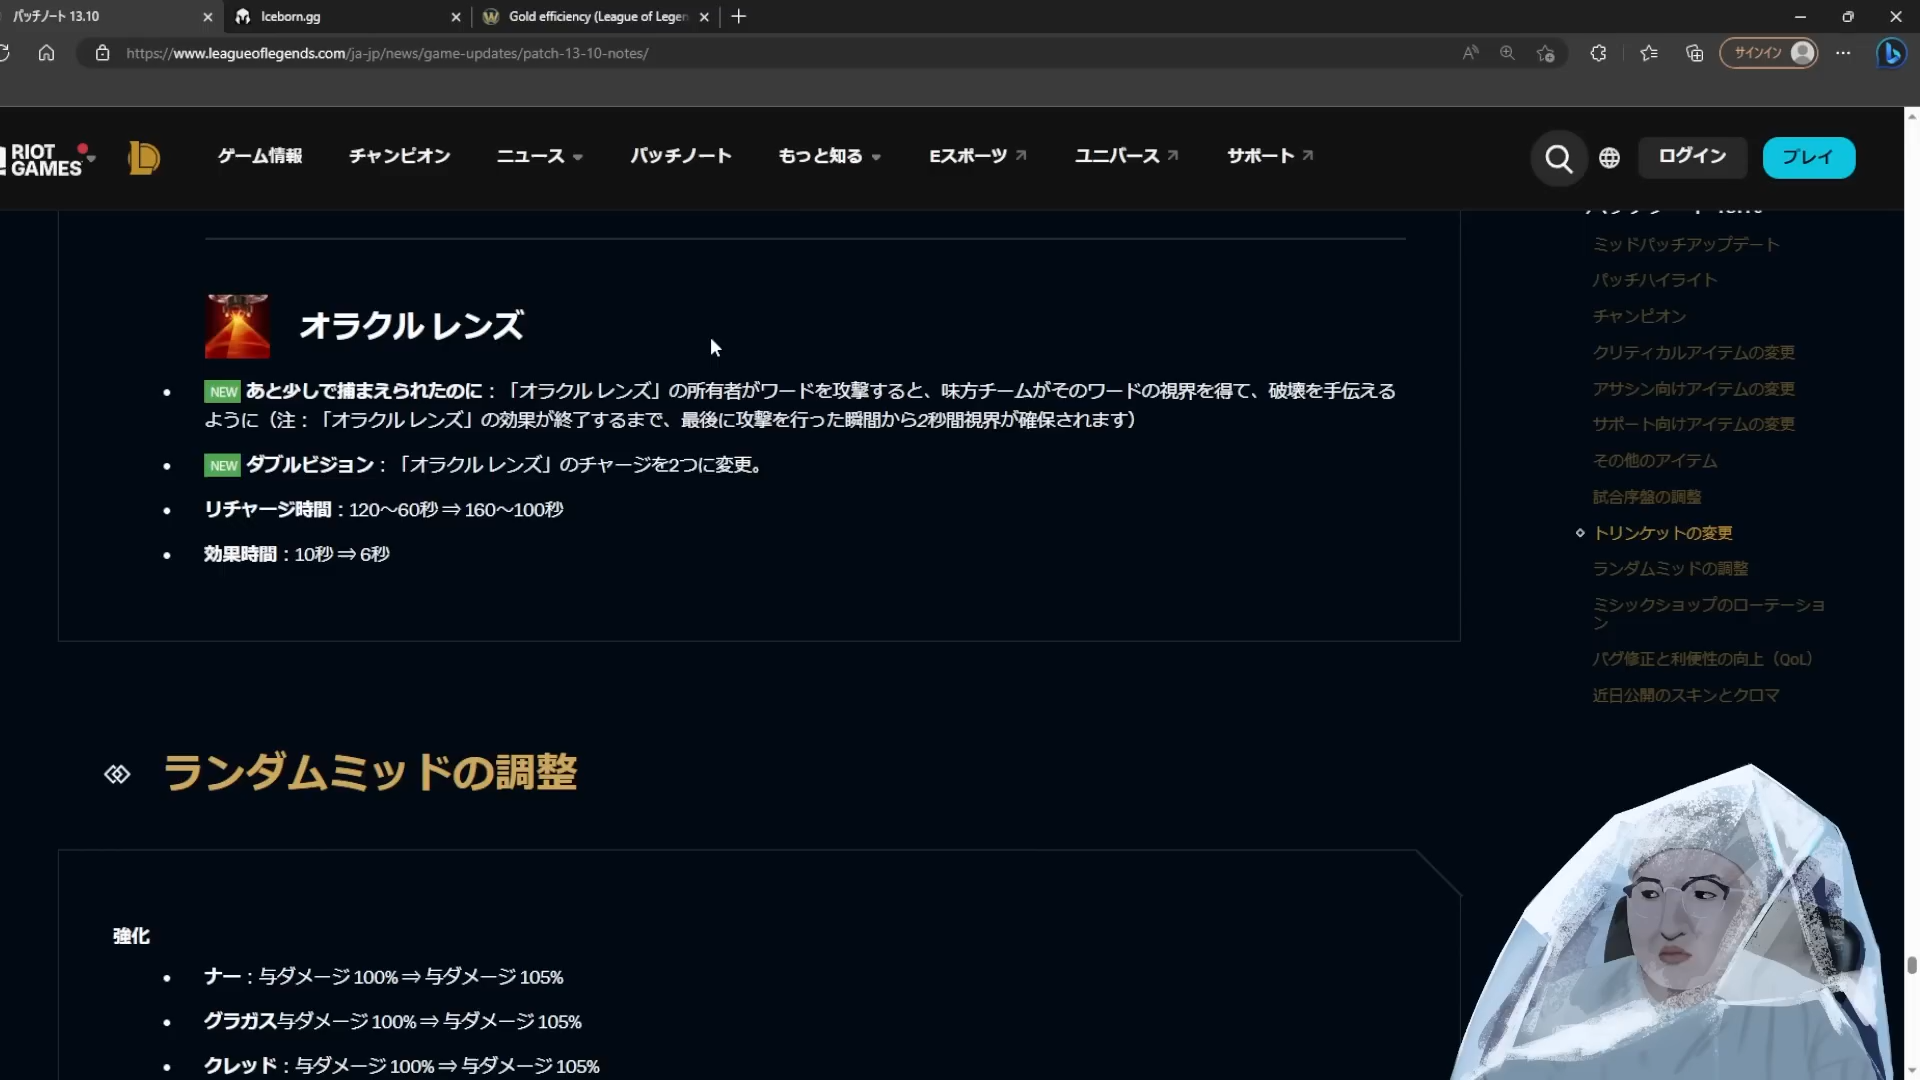 パッチノート 13.10
Iceborn.gg
Gold efficiency (League of Legen
https://www.leagueoflegends.com/ja-jp/news/game-updates/patch-13-10-notes/
サインイン
RIOT GAMES
ゲーム情報
チャンピオン
ニュース
パッチノート
もっと知る
Eスポーツ
ユニバース
サポート
ログイン
プレイ
オラクル レンズ
NEW あと少しで捕まえられたのに：「オラクル レンズ」の所有者がワードを攻撃すると、味方チームがそのワードの視界を得て、破壊を手伝える
ように（注：「オラクル レンズ」の効果が終了するまで、最後に攻撃を行った瞬間から2秒間視界が確保されます）
NEW ダブルビジョン：「オラクル レンズ」のチャージを2つに変更。
リチャージ時間：120～60秒 ⇒ 160～100秒
効果時間：10秒 ⇒ 6秒
ランダムミッドの調整
強化
ナー：与ダメージ 100% ⇒ 与ダメージ 105%
グラガス与ダメージ 100% ⇒ 与ダメージ 105%
クレッド：与ダメージ 100% ⇒ 与ダメージ 105%
ミッドパッチアップデート
パッチハイライト
チャンピオン
クリティカルアイテムの変更
アサシン向けアイテムの変更
サポート向けアイテムの変更
その他のアイテム
試合序盤の調整
トリンケットの変更
ランダムミッドの調整
ミシックショップのローテーショ
ン
バグ修正と利便性の向上（QoL）
近日公開のスキンとクロマ